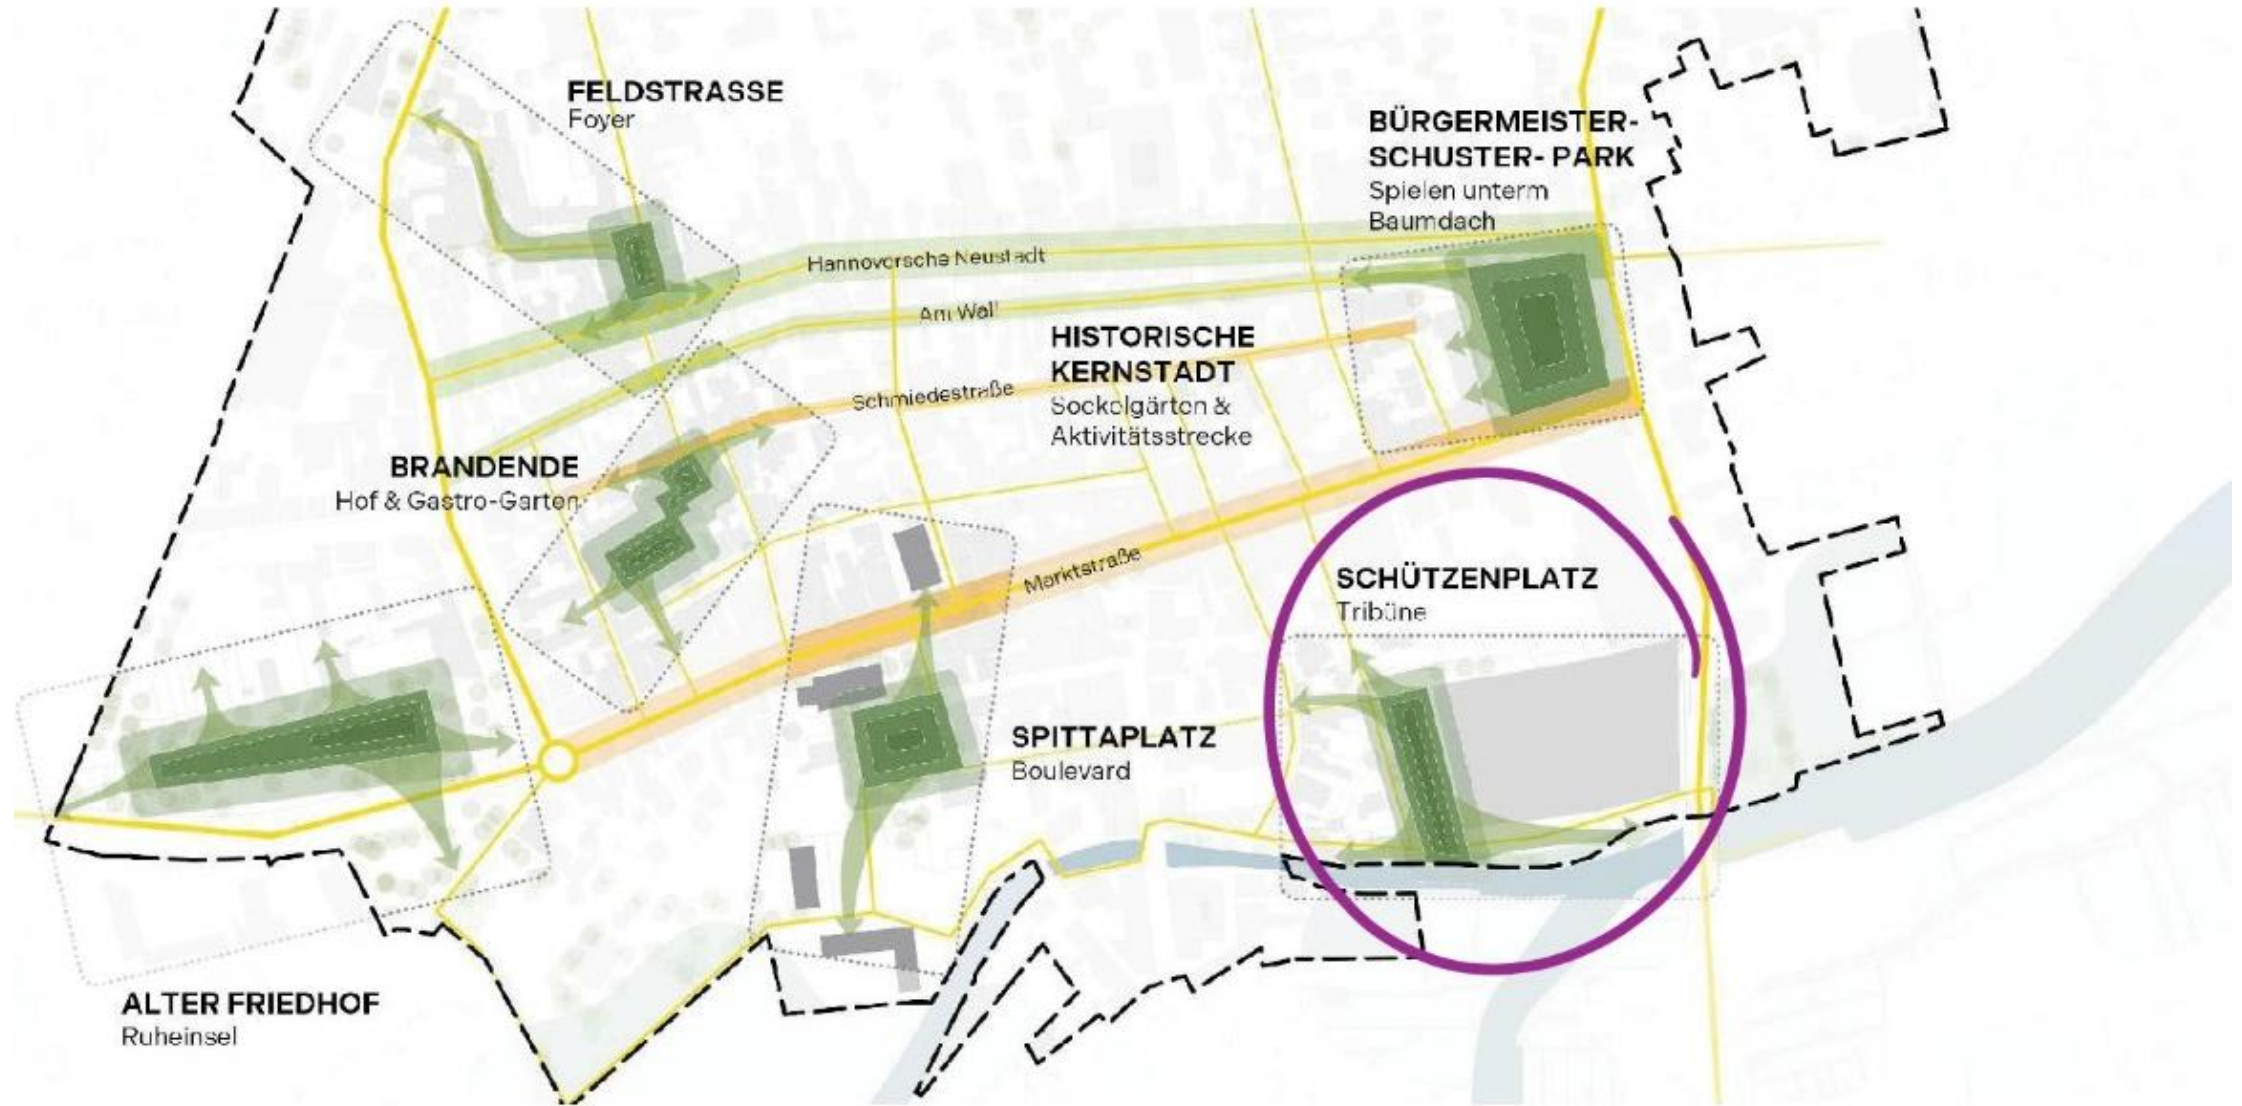 FELDSTRASSE
Foyer
BÜRGERMEISTER-
SCHUSTER- PARK
Spielen unterm
Baumdach
Hannoversche Neustadt
Am Wall
HISTORISCHE
KERNSTADT
Sockelgärten &
Aktivitätsstrecke
Schmiedestraße
BRANDENDE
Hof & Gastro-Garten
Marktstraße
SCHÜTZENPLATZ
Tribüne
SPITTAPLATZ
Boulevard
ALTER FRIEDHOF
Ruheinsel